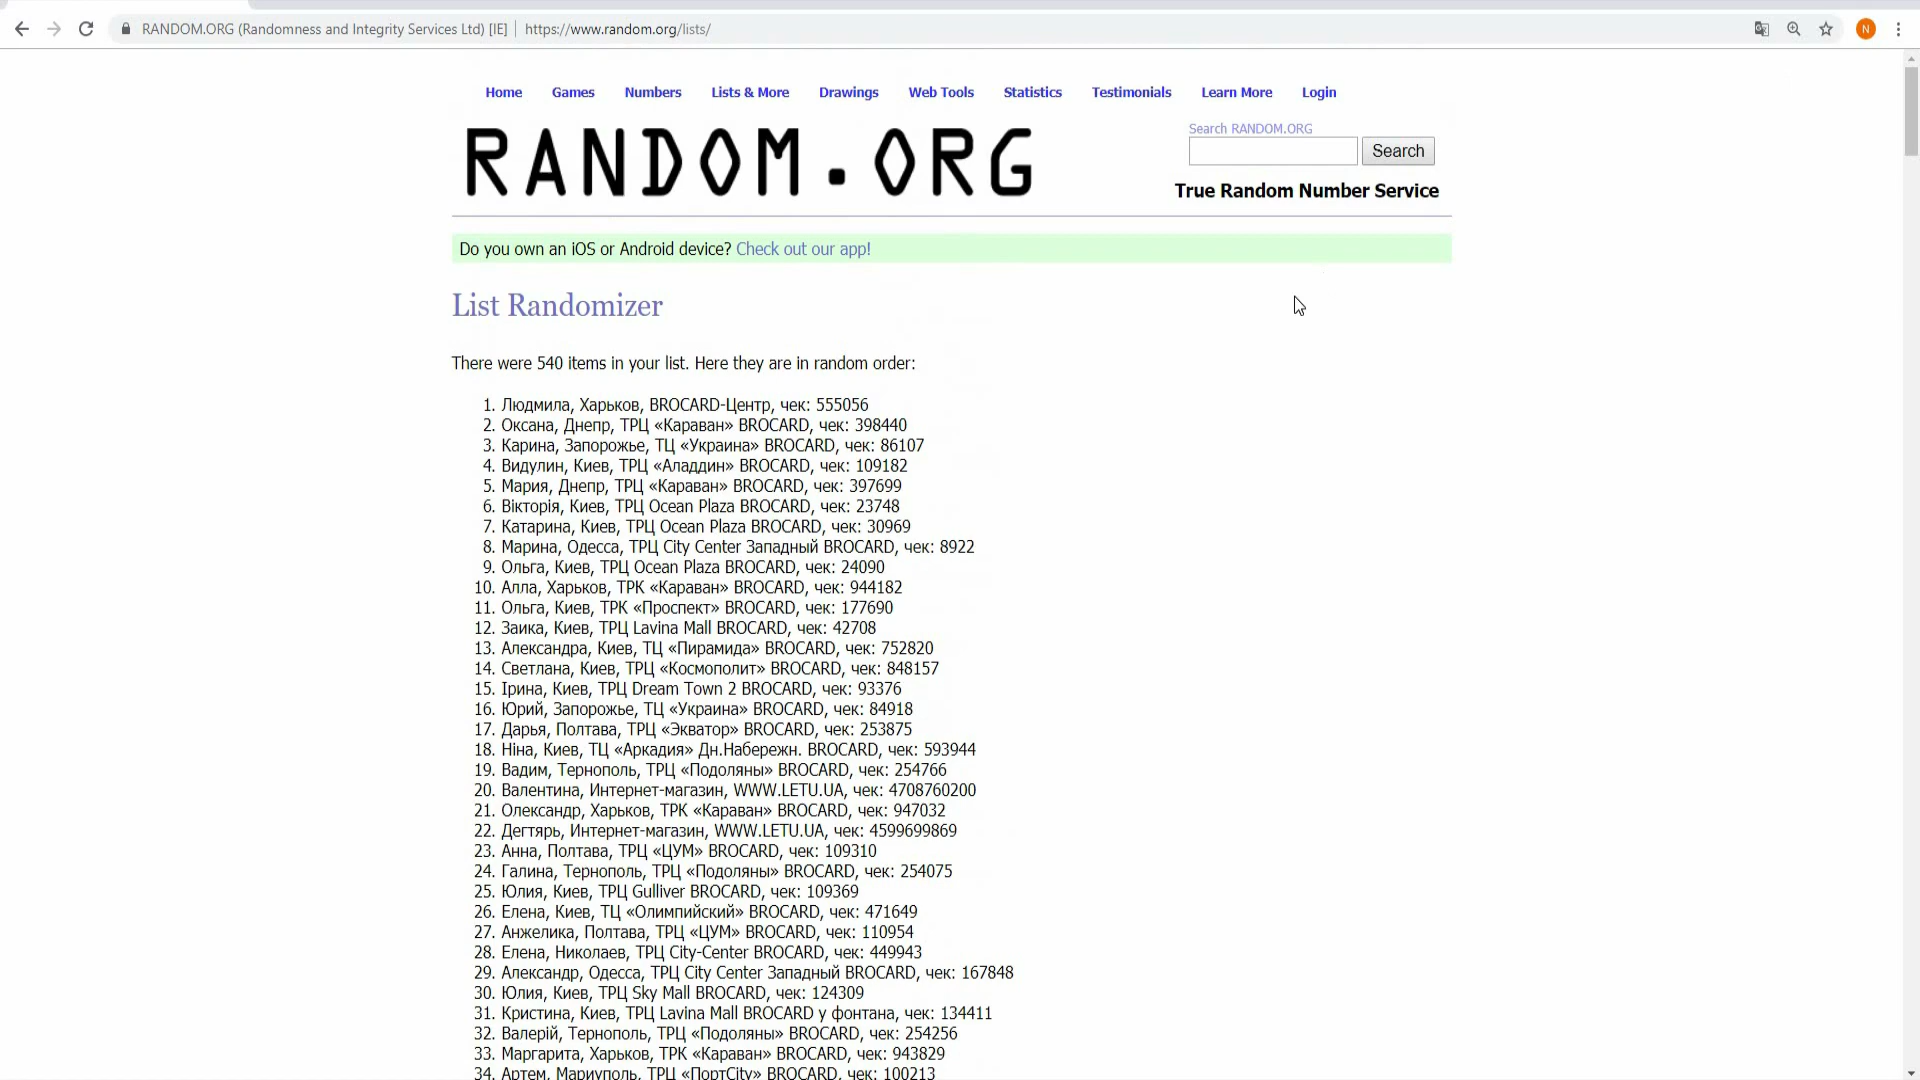 RANDOM.ORG (Randomness and Integrity Services Ltd) [IE] https://www.random.org/lists/ N
Home Games Numbers Lists & More Drawings Web Tools Statistics Testimonials Learn More Login
RANDOM.ORG
Search RANDOM.ORG
Search
True Random Number Service
Do you own an iOS or Android device? Check out our app!
List Randomizer
There were 540 items in your list. Here they are in random order:
1. Людмила, Харьков, BROCARD-Центр, чек: 555056
2. Оксана, Днепр, ТРЦ «Караван» BROCARD, чек: 398440
3. Карина, Запорожье, ТЦ «Украина» BROCARD, чек: 86107
4. Видулин, Киев, ТРЦ «Аладдин» BROCARD, чек: 109182
5. Мария, Днепр, ТРЦ «Караван» BROCARD, чек: 397699
6. Вікторія, Киев, ТРЦ Ocean Plaza BROCARD, чек: 23748
7. Катарина, Киев, ТРЦ Ocean Plaza BROCARD, чек: 30969
8. Марина, Одесса, ТРЦ City Center Западный BROCARD, чек: 8922
9. Ольга, Киев, ТРЦ Ocean Plaza BROCARD, чек: 24090
10. Алла, Харьков, ТРК «Караван» BROCARD, чек: 944182
11. Ольга, Киев, ТРК «Проспект» BROCARD, чек: 177690
12. Заика, Киев, ТРЦ Lavina Mall BROCARD, чек: 42708
13. Александра, Киев, ТЦ «Пирамида» BROCARD, чек: 752820
14. Светлана, Киев, ТРЦ «Космополит» BROCARD, чек: 848157
15. Ірина, Киев, ТРЦ Dream Town 2 BROCARD, чек: 93376
16. Юрий, Запорожье, ТЦ «Украина» BROCARD, чек: 84918
17. Дарья, Полтава, ТРЦ «Экватор» BROCARD, чек: 253875
18. Ніна, Киев, ТЦ «Аркадия» Дн.Набережн. BROCARD, чек: 593944
19. Вадим, Тернополь, ТРЦ «Подоляны» BROCARD, чек: 254766
20. Валентина, Интернет-магазин, WWW.LETU.UA, чек: 4708760200
21. Олександр, Харьков, ТРК «Караван» BROCARD, чек: 947032
22. Дегтярь, Интернет-магазин, WWW.LETU.UA, чек: 4599699869
23. Анна, Полтава, ТРЦ «ЦУМ» BROCARD, чек: 109310
24. Галина, Тернополь, ТРЦ «Подоляны» BROCARD, чек: 254075
25. Юлия, Киев, ТРЦ Gulliver BROCARD, чек: 109369
26. Елена, Киев, ТЦ «Олимпийский» BROCARD, чек: 471649
27. Анжелика, Полтава, ТРЦ «ЦУМ» BROCARD, чек: 110954
28. Елена, Николаев, ТРЦ City-Center BROCARD, чек: 449943
29. Александр, Одесса, ТРЦ City Center Западный BROCARD, чек: 167848
30. Юлия, Киев, ТРЦ Sky Mall BROCARD, чек: 124309
31. Кристина, Киев, ТРЦ Lavina Mall BROCARD у фонтана, чек: 134411
32. Валерій, Тернополь, ТРЦ «Подоляны» BROCARD, чек: 254256
33. Маргарита, Харьков, ТРК «Караван» BROCARD, чек: 943829
34. Артем, Мариуполь, ТРЦ «ПортCity» BROCARD, чек: 100213